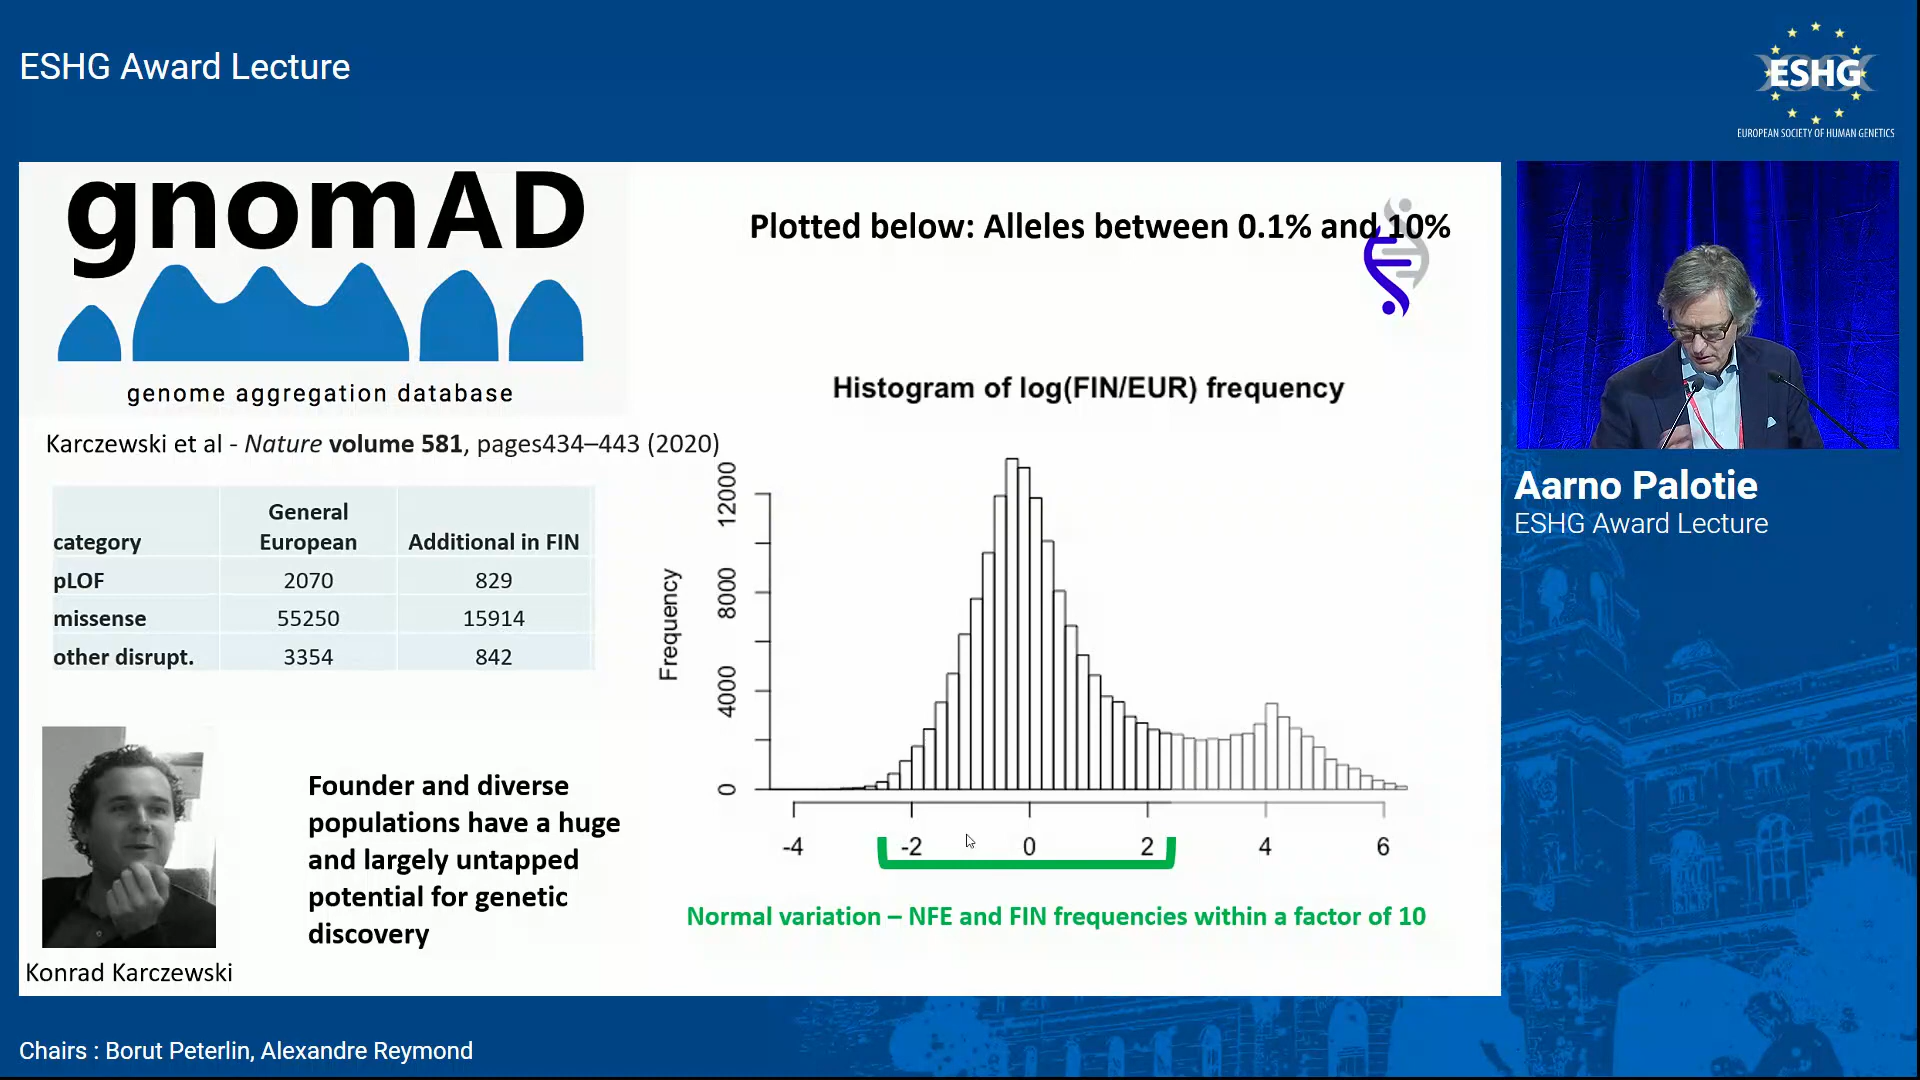 ESHG Award Lecture
ESHG
EUROPEAN SOCIETY OF HUMAN GENETICS
gnomAD
genome aggregation database
Karczewski et al - Nature volume 581, pages434–443 (2020)
category General European Additional in FIN
pLOF 2070 829
missense 55250 15914
other disrupt. 3354 842
Konrad Karczewski
Founder and diverse
populations have a huge
and largely untapped
potential for genetic
discovery
Plotted below: Alleles between 0.1% and 10%
Histogram of log(FIN/EUR) frequency
Frequency
12000
8000
4000
0
-4 -2 0 2 4 6
Normal variation – NFE and FIN frequencies within a factor of 10
Aarno Palotie
ESHG Award Lecture
Chairs : Borut Peterlin, Alexandre Reymond